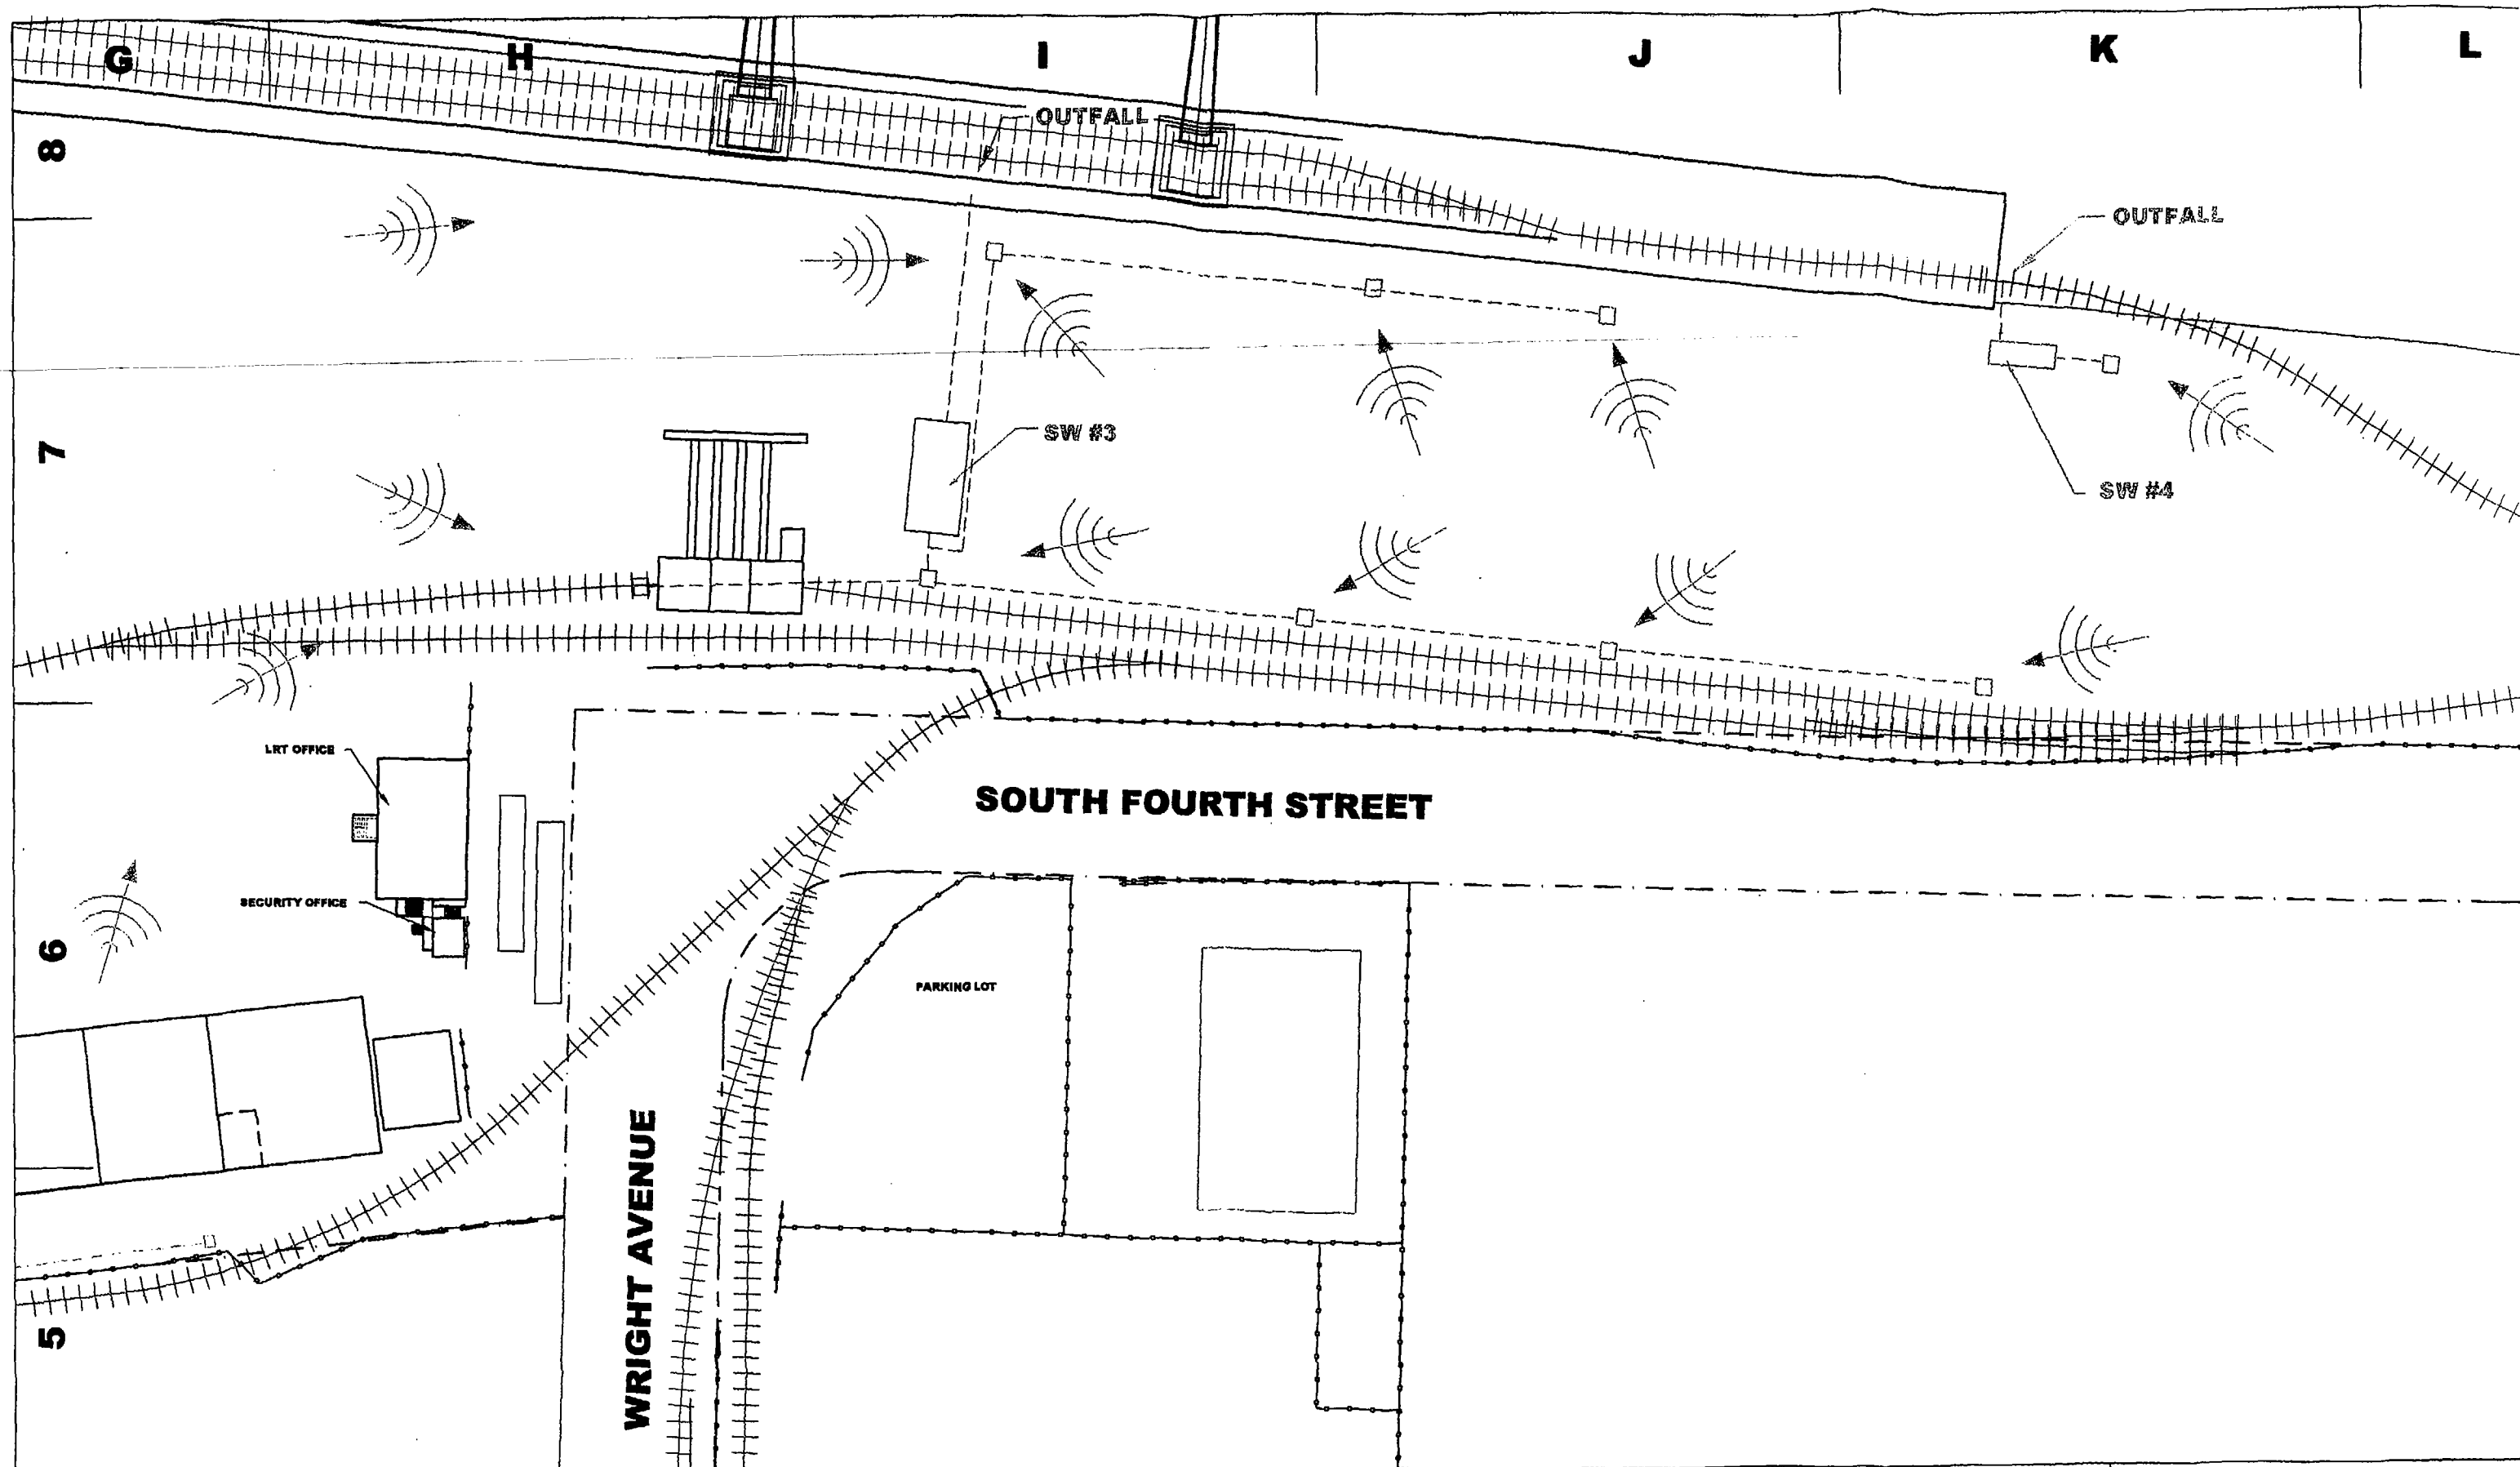 G
H
I
J
K
L
OUTFALL
8
OUTFALL
7
SW #3
SW #4
LRT OFFICE
SOUTH FOURTH STREET
SECURITY OFFICE
6
PARKING LOT
WRIGHT AVENUE
5